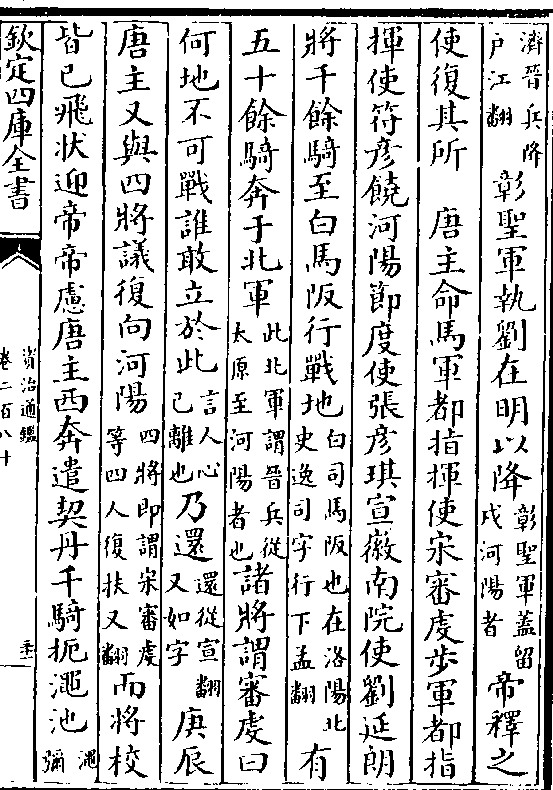 濟晉兵降
户江翻
彰聖軍執劉在明以降
彰聖軍蓋留
戍河陽者
帝釋之
使復其所 唐主命馬軍都指揮使宋審虔步軍都指
揮使符彦饒河陽節度使張彦琪宣徽南院使劉延朗
將千餘騎至白馬阪行戰地
白司馬阪也在洛陽北
史逸司字行下孟翻
有
五十餘騎奔于北軍
此北軍謂晉兵從
太原至河陽者也
諸將謂審虔曰
何地不可戰誰敢立於此
言人心
已離也
乃還
還從宣翻
又如字
庚辰
唐主又與四將議復向河陽
四將即謂宋審虔
等四人復扶又翻
而將校
皆已飛状迎帝帝慮唐主西奔遣契丹千騎扼澠池
澠
彌
欽定四庫全書
資治通鑑
卷二百八十